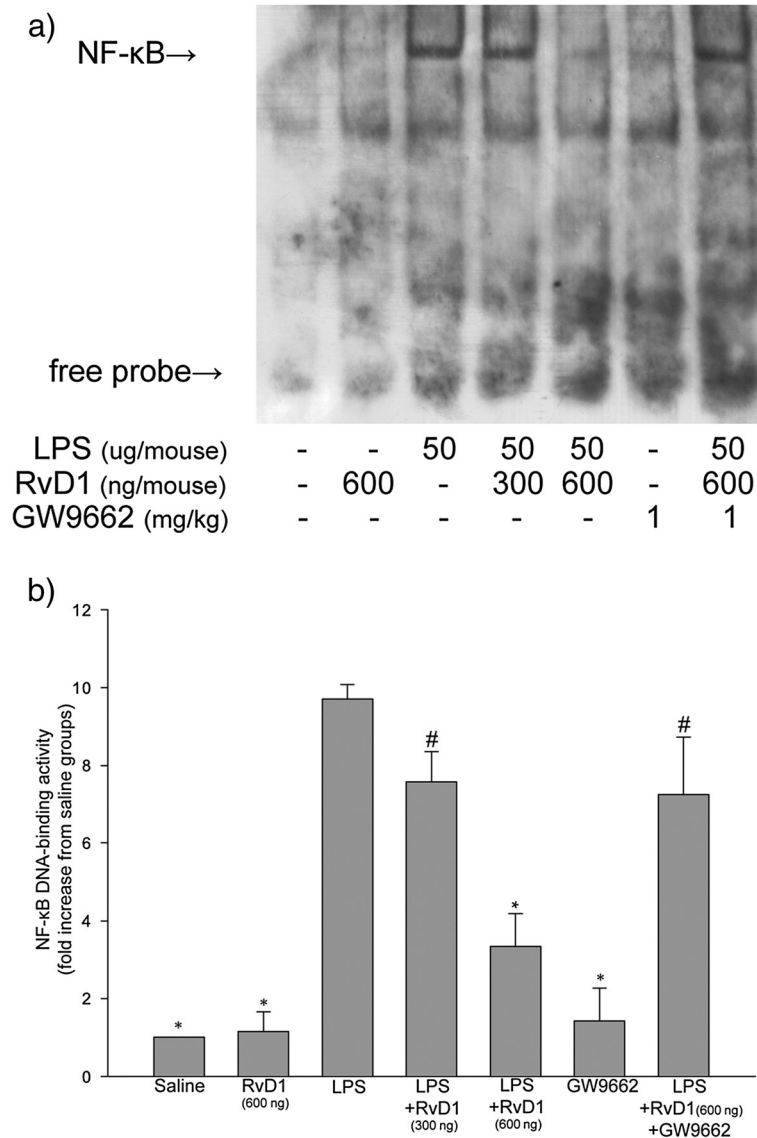 a)
NF-κB→
free probe→
LPS (ug/mouse) - - 50 50 50 - 50
RvD1 (ng/mouse) - 600 - 300 600 - 600
GW9662 (mg/kg) - - - - - 1 1
b)
NF-κB DNA-binding activity
(fold increase from saline groups)
12
10
8
6
4
2
0
* * # * * #
Saline RvD1 LPS LPS LPS GW9662 LPS
(600 ng) +RvD1 +RvD1 +RvD1(600 ng)
(300 ng) (600 ng) +GW9662